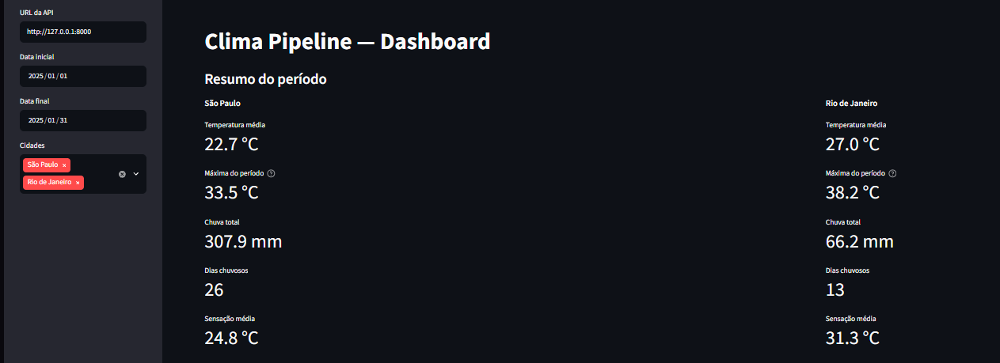 URL da API
http://127.0.0.1:8000
Data inicial
2025/01/01
Data final
2025/01/31
Cidades
São Paulo ×
Rio de Janeiro ×
Clima Pipeline — Dashboard
Resumo do período
São Paulo
Temperatura média
22.7 °C
Máxima do período
33.5 °C
Chuva total
307.9 mm
Dias chuvosos
26
Sensação média
24.8 °C
Rio de Janeiro
Temperatura média
27.0 °C
Máxima do período
38.2 °C
Chuva total
66.2 mm
Dias chuvosos
13
Sensação média
31.3 °C